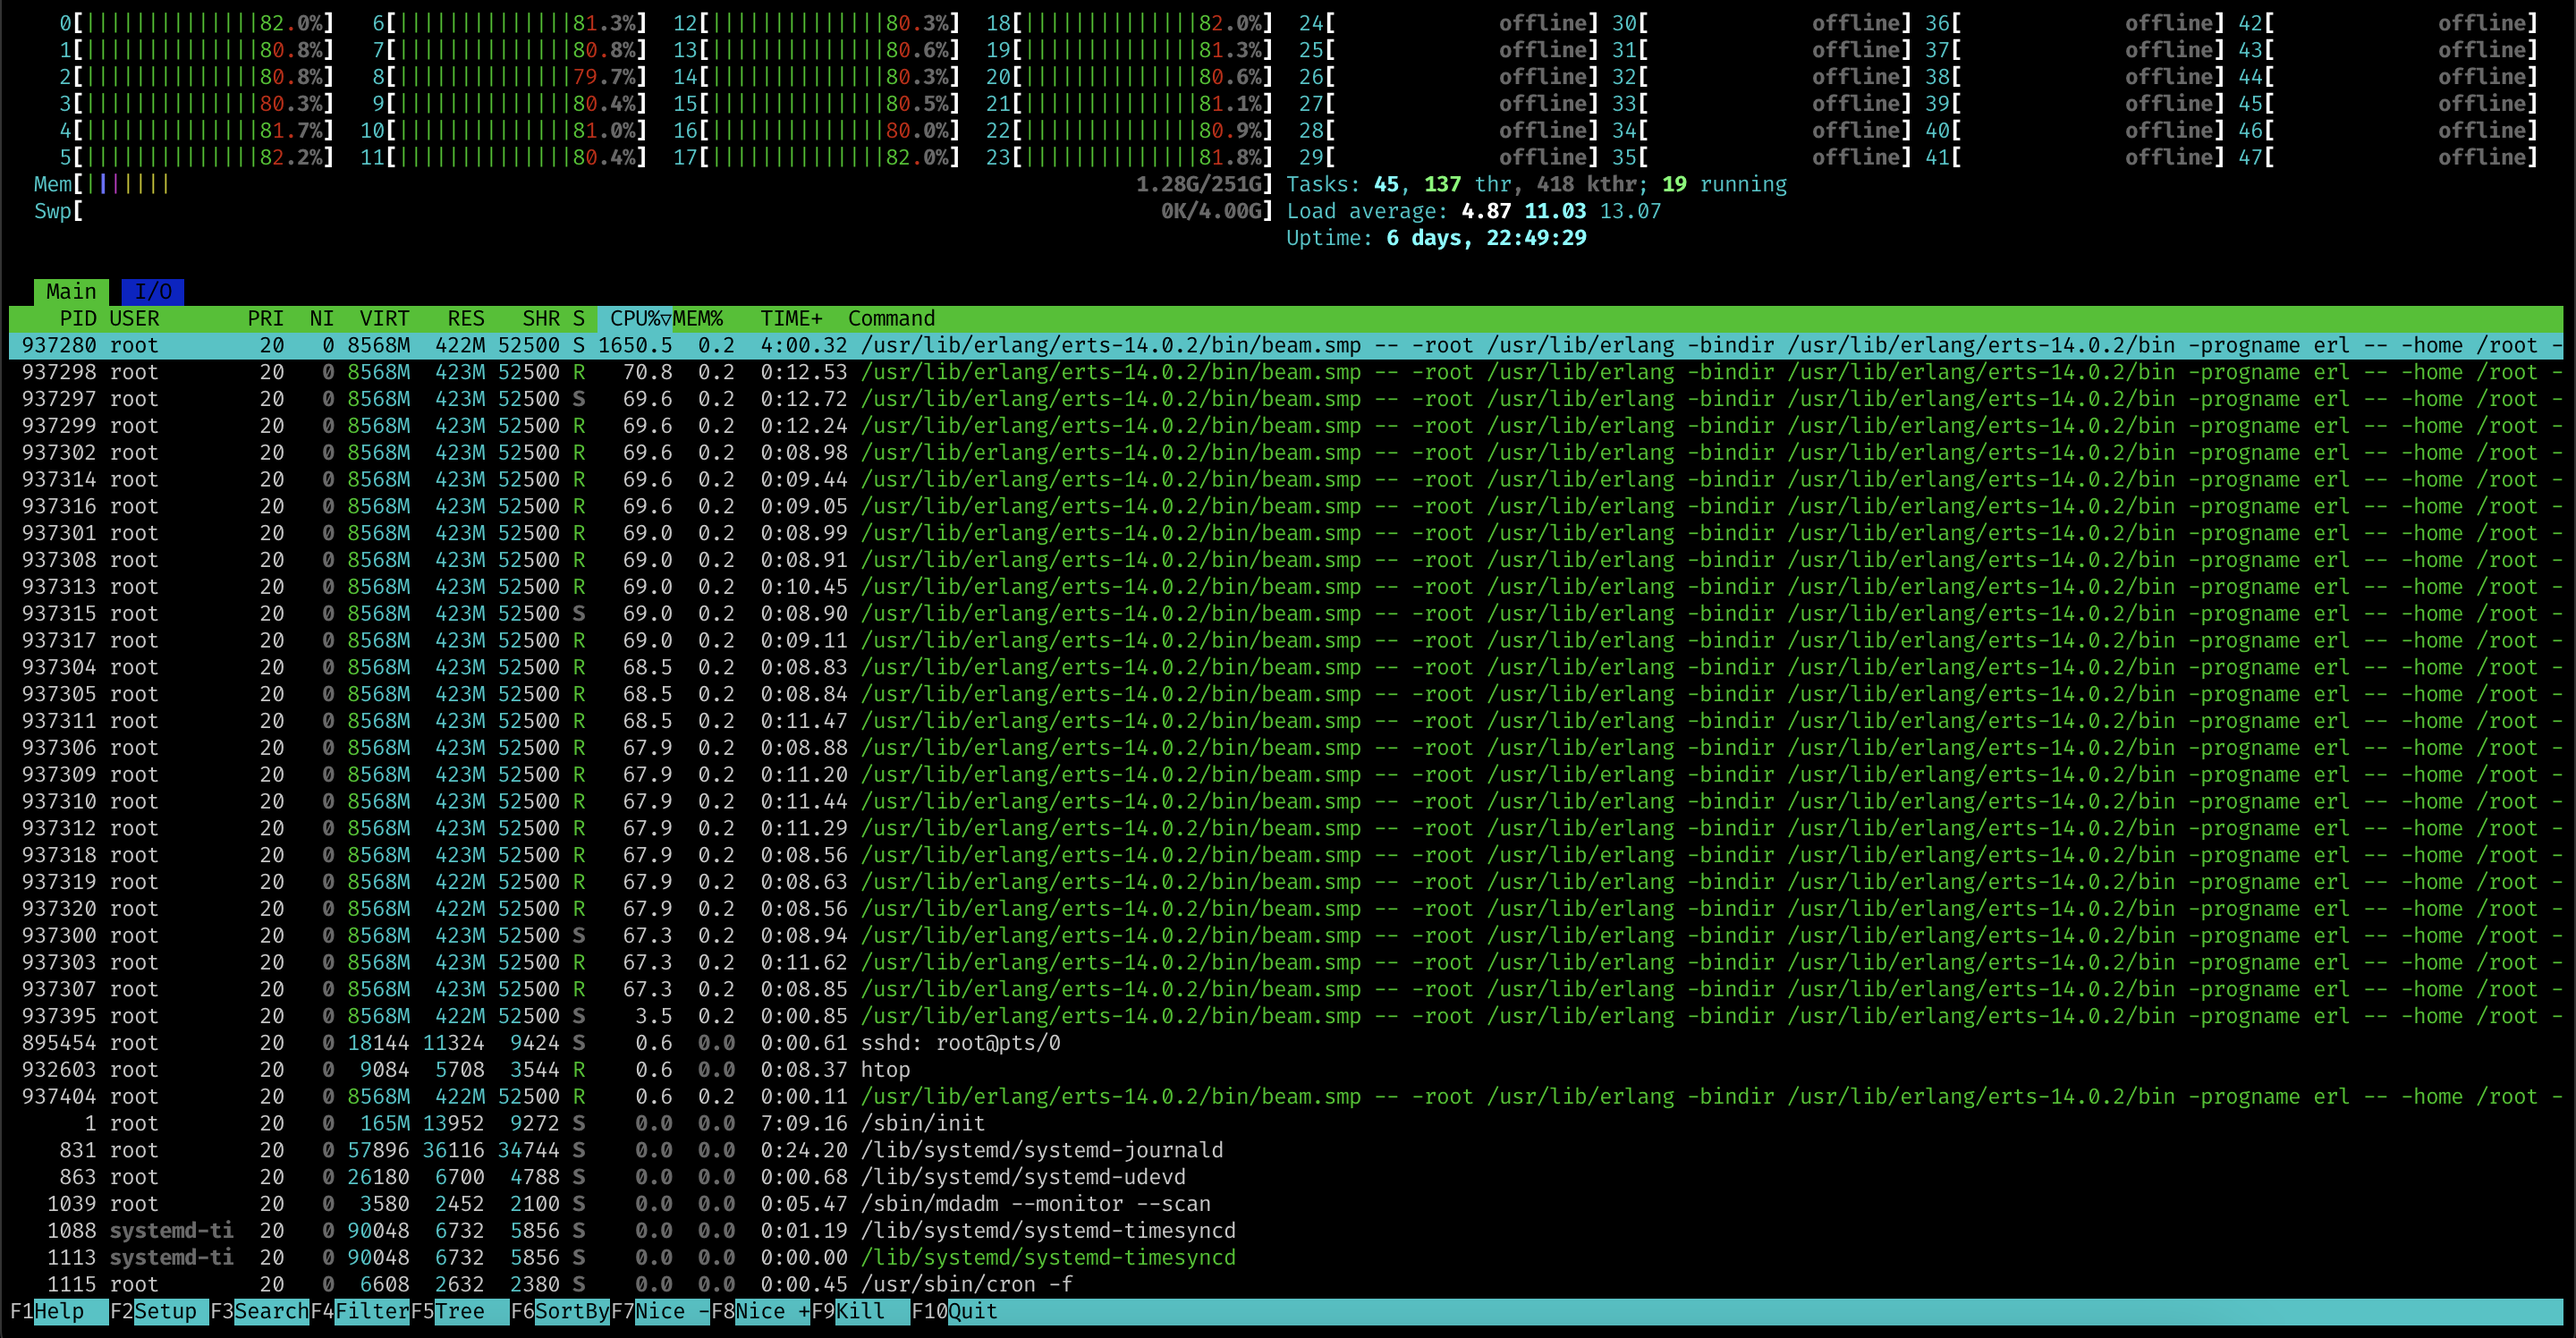 0[||||||||||||||82.0%] 6[||||||||||||||81.3%] 12[||||||||||||||80.3%] 18[||||||||||||||82.0%] 24[ offline] 30[ offline] 36[ offline] 42[ offline]
1[||||||||||||||80.8%] 7[||||||||||||||80.8%] 13[||||||||||||||80.6%] 19[||||||||||||||81.3%] 25[ offline] 31[ offline] 37[ offline] 43[ offline]
2[||||||||||||||80.8%] 8[||||||||||||||79.7%] 14[||||||||||||||80.3%] 20[||||||||||||||80.6%] 26[ offline] 32[ offline] 38[ offline] 44[ offline]
3[||||||||||||||80.3%] 9[||||||||||||||80.4%] 15[||||||||||||||80.5%] 21[||||||||||||||81.1%] 27[ offline] 33[ offline] 39[ offline] 45[ offline]
4[||||||||||||||81.7%] 10[||||||||||||||81.0%] 16[||||||||||||||80.0%] 22[||||||||||||||80.9%] 28[ offline] 34[ offline] 40[ offline] 46[ offline]
5[||||||||||||||82.2%] 11[||||||||||||||80.4%] 17[||||||||||||||82.0%] 23[||||||||||||||81.8%] 29[ offline] 35[ offline] 41[ offline] 47[ offline]
Mem[||||||| 1.28G/251G] Tasks: 45, 137 thr, 418 kthr; 19 running
Swp[ 0K/4.00G] Load average: 4.87 11.03 13.07
Uptime: 6 days, 22:49:29
Main I/O
PID USER PRI NI VIRT RES SHR S CPU%▽MEM% TIME+ Command
937280 root 20 0 8568M 422M 52500 S 1650.5 0.2 4:00.32 /usr/lib/erlang/erts-14.0.2/bin/beam.smp -- -root /usr/lib/erlang -bindir /usr/lib/erlang/erts-14.0.2/bin -progname erl -- -home /root -
937298 root 20 0 8568M 423M 52500 R 70.8 0.2 0:12.53 /usr/lib/erlang/erts-14.0.2/bin/beam.smp -- -root /usr/lib/erlang -bindir /usr/lib/erlang/erts-14.0.2/bin -progname erl -- -home /root -
937297 root 20 0 8568M 423M 52500 S 69.6 0.2 0:12.72 /usr/lib/erlang/erts-14.0.2/bin/beam.smp -- -root /usr/lib/erlang -bindir /usr/lib/erlang/erts-14.0.2/bin -progname erl -- -home /root -
937299 root 20 0 8568M 423M 52500 R 69.6 0.2 0:12.24 /usr/lib/erlang/erts-14.0.2/bin/beam.smp -- -root /usr/lib/erlang -bindir /usr/lib/erlang/erts-14.0.2/bin -progname erl -- -home /root -
937302 root 20 0 8568M 423M 52500 R 69.6 0.2 0:08.98 /usr/lib/erlang/erts-14.0.2/bin/beam.smp -- -root /usr/lib/erlang -bindir /usr/lib/erlang/erts-14.0.2/bin -progname erl -- -home /root -
937314 root 20 0 8568M 423M 52500 R 69.6 0.2 0:09.44 /usr/lib/erlang/erts-14.0.2/bin/beam.smp -- -root /usr/lib/erlang -bindir /usr/lib/erlang/erts-14.0.2/bin -progname erl -- -home /root -
937316 root 20 0 8568M 423M 52500 R 69.6 0.2 0:09.05 /usr/lib/erlang/erts-14.0.2/bin/beam.smp -- -root /usr/lib/erlang -bindir /usr/lib/erlang/erts-14.0.2/bin -progname erl -- -home /root -
937301 root 20 0 8568M 423M 52500 R 69.0 0.2 0:08.99 /usr/lib/erlang/erts-14.0.2/bin/beam.smp -- -root /usr/lib/erlang -bindir /usr/lib/erlang/erts-14.0.2/bin -progname erl -- -home /root -
937308 root 20 0 8568M 423M 52500 R 69.0 0.2 0:08.91 /usr/lib/erlang/erts-14.0.2/bin/beam.smp -- -root /usr/lib/erlang -bindir /usr/lib/erlang/erts-14.0.2/bin -progname erl -- -home /root -
937313 root 20 0 8568M 423M 52500 R 69.0 0.2 0:10.45 /usr/lib/erlang/erts-14.0.2/bin/beam.smp -- -root /usr/lib/erlang -bindir /usr/lib/erlang/erts-14.0.2/bin -progname erl -- -home /root -
937315 root 20 0 8568M 423M 52500 S 69.0 0.2 0:08.90 /usr/lib/erlang/erts-14.0.2/bin/beam.smp -- -root /usr/lib/erlang -bindir /usr/lib/erlang/erts-14.0.2/bin -progname erl -- -home /root -
937317 root 20 0 8568M 423M 52500 R 69.0 0.2 0:09.11 /usr/lib/erlang/erts-14.0.2/bin/beam.smp -- -root /usr/lib/erlang -bindir /usr/lib/erlang/erts-14.0.2/bin -progname erl -- -home /root -
937304 root 20 0 8568M 423M 52500 R 68.5 0.2 0:08.83 /usr/lib/erlang/erts-14.0.2/bin/beam.smp -- -root /usr/lib/erlang -bindir /usr/lib/erlang/erts-14.0.2/bin -progname erl -- -home /root -
937305 root 20 0 8568M 423M 52500 R 68.5 0.2 0:08.84 /usr/lib/erlang/erts-14.0.2/bin/beam.smp -- -root /usr/lib/erlang -bindir /usr/lib/erlang/erts-14.0.2/bin -progname erl -- -home /root -
937311 root 20 0 8568M 423M 52500 R 68.5 0.2 0:11.47 /usr/lib/erlang/erts-14.0.2/bin/beam.smp -- -root /usr/lib/erlang -bindir /usr/lib/erlang/erts-14.0.2/bin -progname erl -- -home /root -
937306 root 20 0 8568M 423M 52500 R 67.9 0.2 0:08.88 /usr/lib/erlang/erts-14.0.2/bin/beam.smp -- -root /usr/lib/erlang -bindir /usr/lib/erlang/erts-14.0.2/bin -progname erl -- -home /root -
937309 root 20 0 8568M 423M 52500 R 67.9 0.2 0:11.20 /usr/lib/erlang/erts-14.0.2/bin/beam.smp -- -root /usr/lib/erlang -bindir /usr/lib/erlang/erts-14.0.2/bin -progname erl -- -home /root -
937310 root 20 0 8568M 423M 52500 R 67.9 0.2 0:11.44 /usr/lib/erlang/erts-14.0.2/bin/beam.smp -- -root /usr/lib/erlang -bindir /usr/lib/erlang/erts-14.0.2/bin -progname erl -- -home /root -
937312 root 20 0 8568M 423M 52500 R 67.9 0.2 0:11.29 /usr/lib/erlang/erts-14.0.2/bin/beam.smp -- -root /usr/lib/erlang -bindir /usr/lib/erlang/erts-14.0.2/bin -progname erl -- -home /root -
937318 root 20 0 8568M 423M 52500 R 67.9 0.2 0:08.56 /usr/lib/erlang/erts-14.0.2/bin/beam.smp -- -root /usr/lib/erlang -bindir /usr/lib/erlang/erts-14.0.2/bin -progname erl -- -home /root -
937319 root 20 0 8568M 422M 52500 R 67.9 0.2 0:08.63 /usr/lib/erlang/erts-14.0.2/bin/beam.smp -- -root /usr/lib/erlang -bindir /usr/lib/erlang/erts-14.0.2/bin -progname erl -- -home /root -
937320 root 20 0 8568M 422M 52500 R 67.9 0.2 0:08.56 /usr/lib/erlang/erts-14.0.2/bin/beam.smp -- -root /usr/lib/erlang -bindir /usr/lib/erlang/erts-14.0.2/bin -progname erl -- -home /root -
937300 root 20 0 8568M 423M 52500 S 67.3 0.2 0:08.94 /usr/lib/erlang/erts-14.0.2/bin/beam.smp -- -root /usr/lib/erlang -bindir /usr/lib/erlang/erts-14.0.2/bin -progname erl -- -home /root -
937303 root 20 0 8568M 423M 52500 R 67.3 0.2 0:11.62 /usr/lib/erlang/erts-14.0.2/bin/beam.smp -- -root /usr/lib/erlang -bindir /usr/lib/erlang/erts-14.0.2/bin -progname erl -- -home /root -
937307 root 20 0 8568M 423M 52500 R 67.3 0.2 0:08.85 /usr/lib/erlang/erts-14.0.2/bin/beam.smp -- -root /usr/lib/erlang -bindir /usr/lib/erlang/erts-14.0.2/bin -progname erl -- -home /root -
937395 root 20 0 8568M 422M 52500 S 3.5 0.2 0:00.85 /usr/lib/erlang/erts-14.0.2/bin/beam.smp -- -root /usr/lib/erlang -bindir /usr/lib/erlang/erts-14.0.2/bin -progname erl -- -home /root -
895454 root 20 0 18144 11324 9424 S 0.6 0.0 0:00.61 sshd: root@pts/0
932603 root 20 0 9084 5708 3544 R 0.6 0.0 0:08.37 htop
937404 root 20 0 8568M 422M 52500 R 0.6 0.2 0:00.11 /usr/lib/erlang/erts-14.0.2/bin/beam.smp -- -root /usr/lib/erlang -bindir /usr/lib/erlang/erts-14.0.2/bin -progname erl -- -home /root -
1 root 20 0 165M 13952 9272 S 0.0 0.0 7:09.16 /sbin/init
831 root 20 0 57896 36116 34744 S 0.0 0.0 0:24.20 /lib/systemd/systemd-journald
863 root 20 0 26180 6700 4788 S 0.0 0.0 0:00.68 /lib/systemd/systemd-udevd
1039 root 20 0 3580 2452 2100 S 0.0 0.0 0:05.47 /sbin/mdadm --monitor --scan
1088 systemd-ti 20 0 90048 6732 5856 S 0.0 0.0 0:01.19 /lib/systemd/systemd-timesyncd
1113 systemd-ti 20 0 90048 6732 5856 S 0.0 0.0 0:00.00 /lib/systemd/systemd-timesyncd
1115 root 20 0 6608 2632 2380 S 0.0 0.0 0:00.45 /usr/sbin/cron -f
F1Help F2Setup F3SearchF4FilterF5Tree F6SortByF7Nice -F8Nice +F9Kill F10Quit